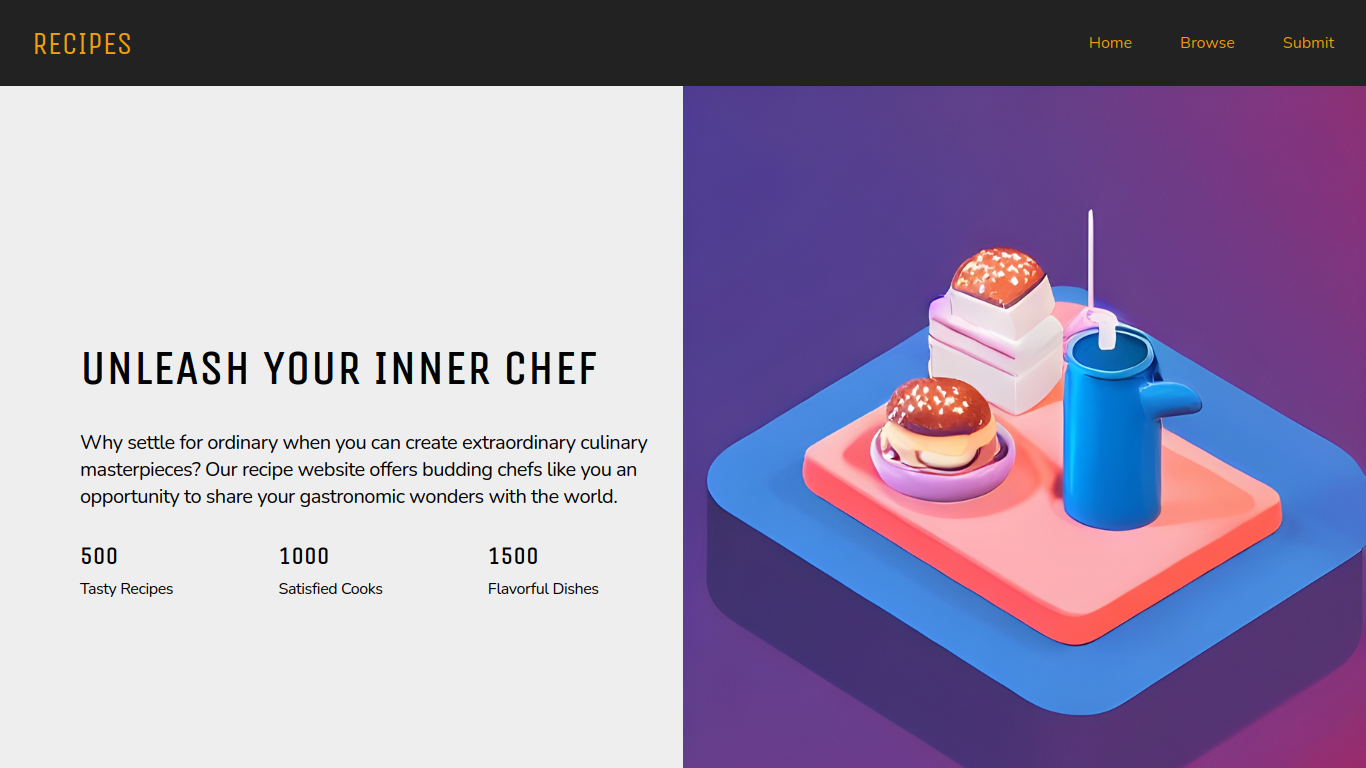 RECIPES
Home Browse Submit
UNLEASH YOUR INNER CHEF
Why settle for ordinary when you can create extraordinary culinary
masterpieces? Our recipe website offers budding chefs like you an
opportunity to share your gastronomic wonders with the world.
500 1000 1500
Tasty Recipes Satisfied Cooks Flavorful Dishes